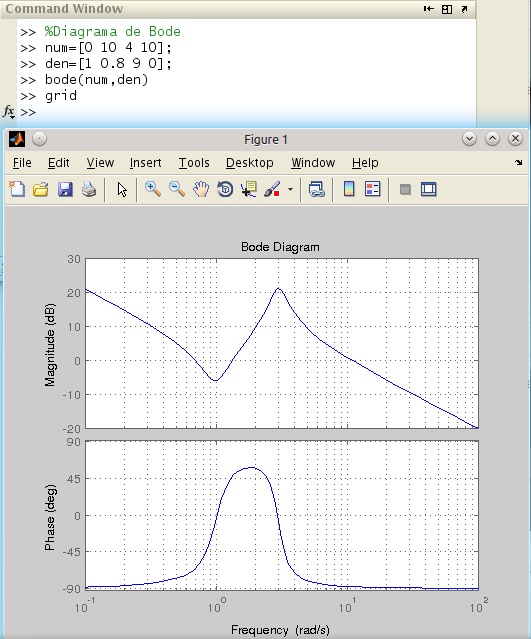 Command Window
>> %Diagrama de Bode
>> num=[0 10 4 10];
>> den=[1 0.8 9 0];
>> bode(num,den)
>> grid
fx >>
Figure 1
File Edit View Insert Tools Desktop Window Help
Bode Diagram
30
20
10
0
-10
-20
Magnitude (dB)
90
45
0
-45
-90
Phase (deg)
10^-1 10^0 10^1 10^2
Frequency (rad/s)